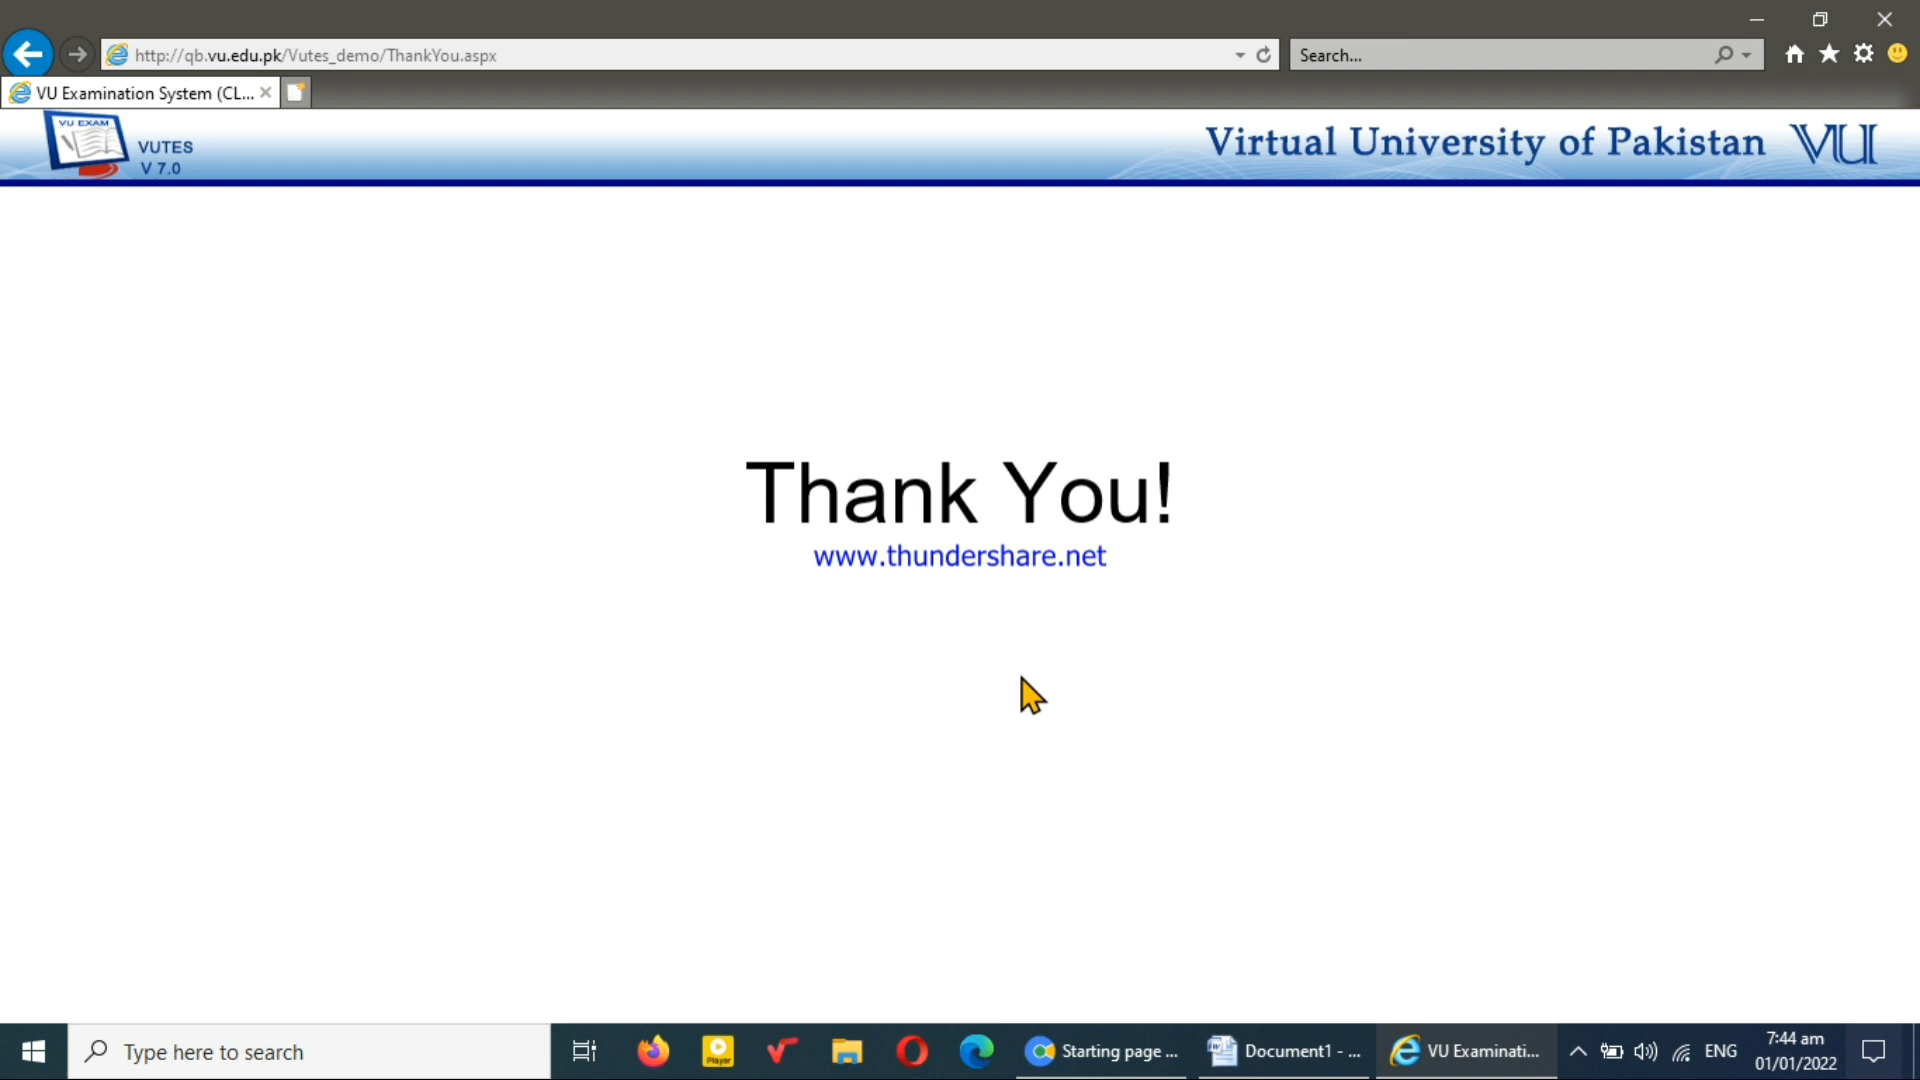 http://qb.vu.edu.pk/Vutes_demo/ThankYou.aspx
Search...
VU Examination System (CL...
VU EXAM
VUTES
V 7.0
Virtual University of Pakistan VU
Thank You!
www.thundershare.net
Type here to search
Player
Starting page ...
Document1 - ...
VU Examinati...
ENG
7:44 am
01/01/2022